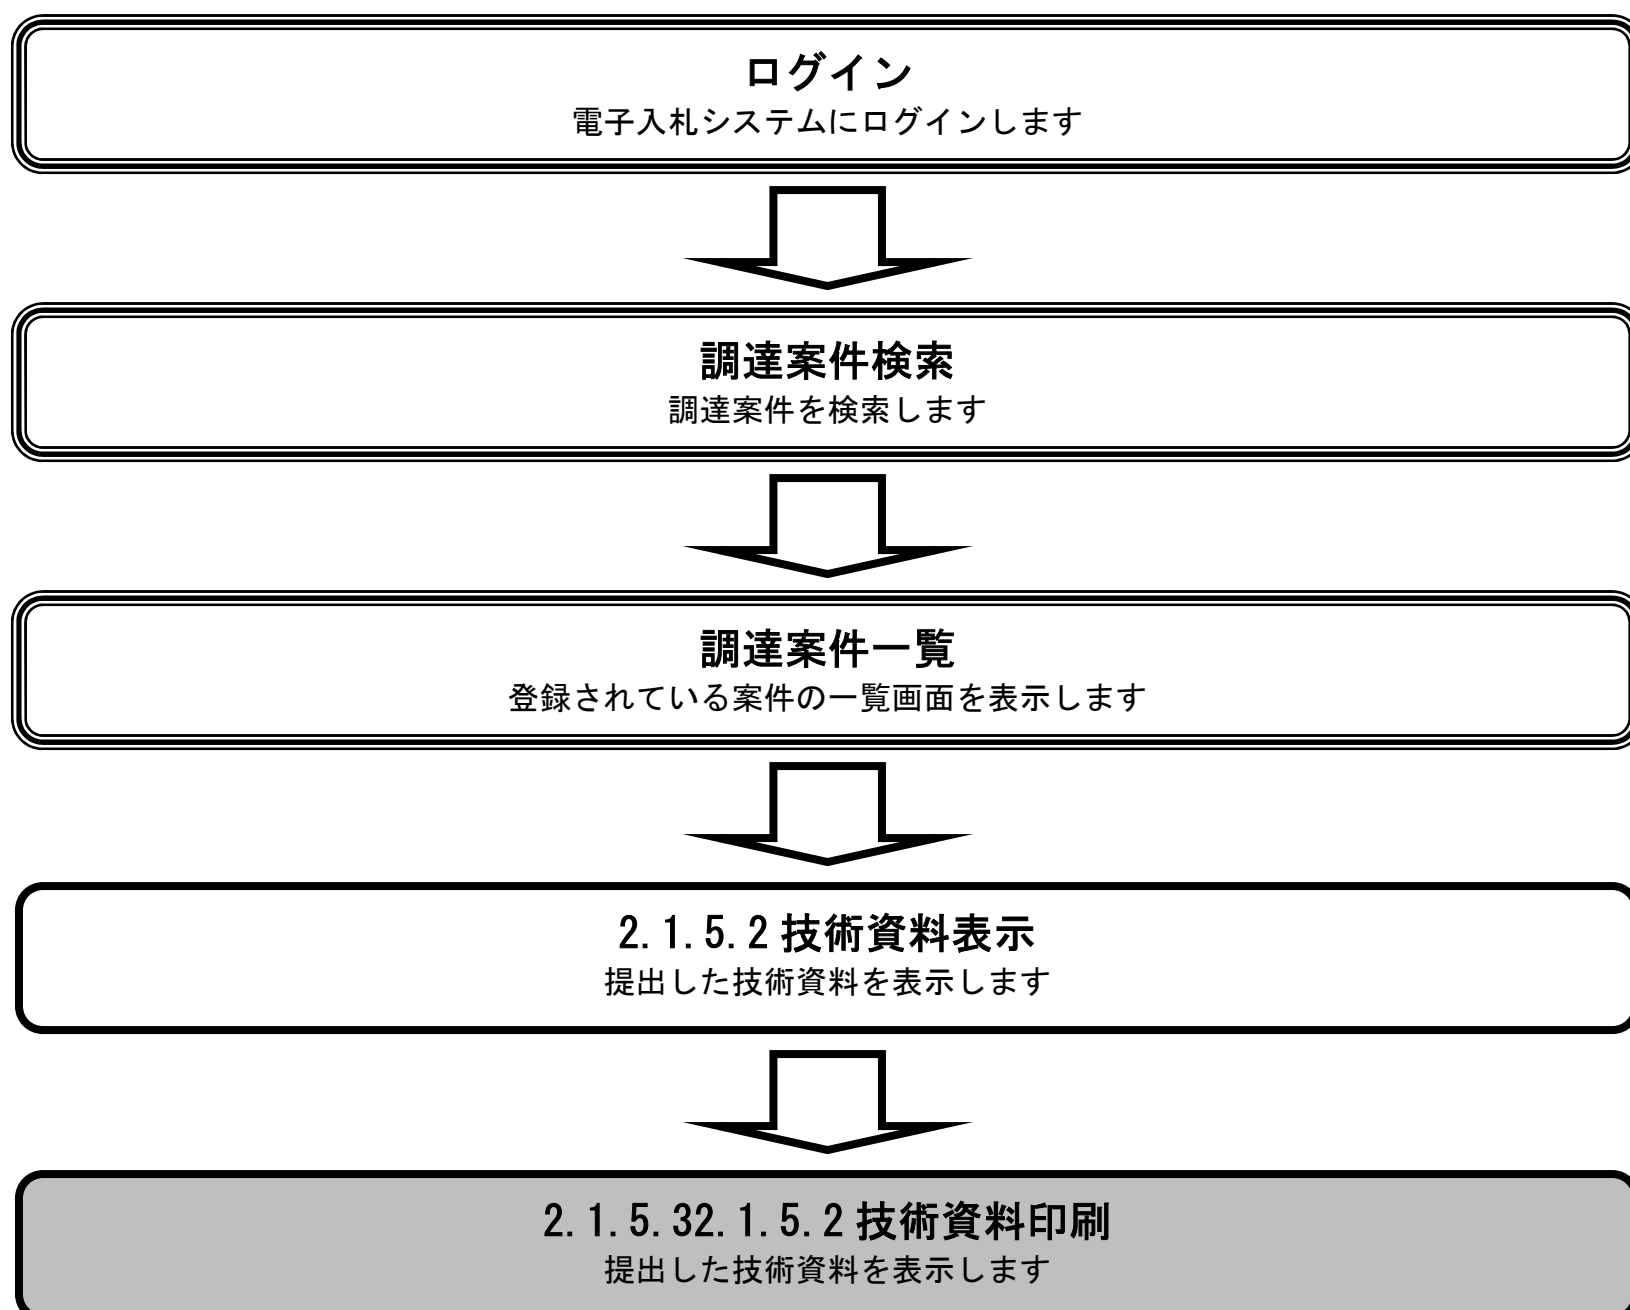 ログイン
電子入札システムにログインします
調達案件検索
調達案件を検索します
調達案件一覧
登録されている案件の一覧画面を表示します
2.1.5.2 技術資料表示
提出した技術資料を表示します
2.1.5.32.1.5.2 技術資料印刷
提出した技術資料を表示します